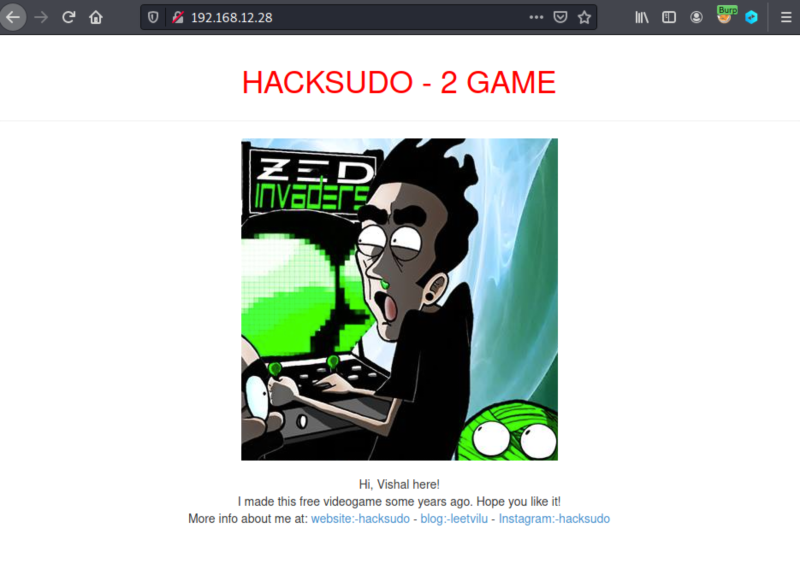 192.168.12.28
Burp
HACKSUDO - 2 GAME
ZED
invaders
Hi, Vishal here!
I made this free videogame some years ago. Hope you like it!
More info about me at: website:-hacksudo - blog:-leetvilu - Instagram:-hacksudo